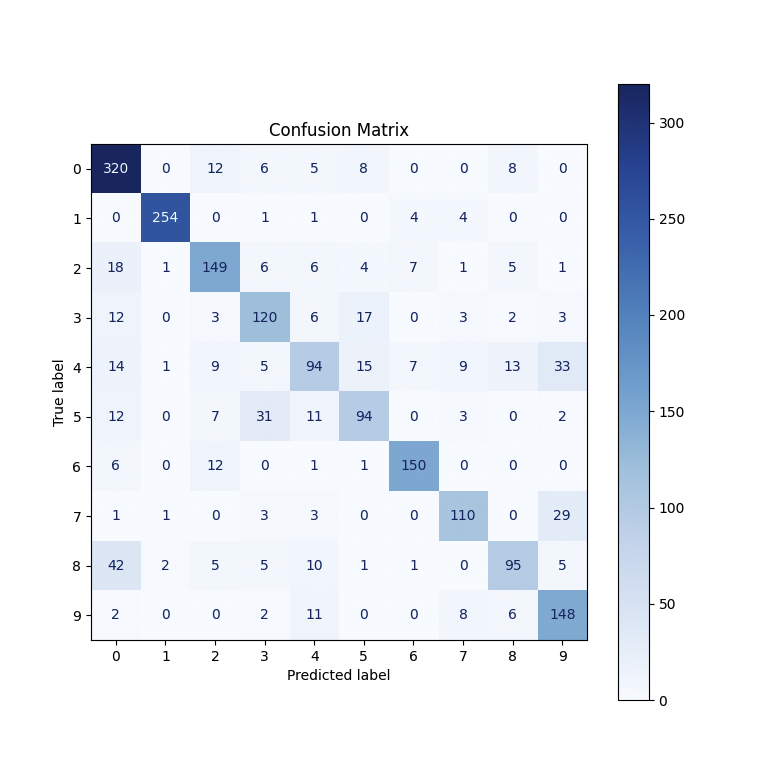 Confusion Matrix
0 320 0 12 6 5 8 0 0 8 0
1 0 254 0 1 1 0 4 4 0 0
2 18 1 149 6 6 4 7 1 5 1
3 12 0 3 120 6 17 0 3 2 3
4 14 1 9 5 94 15 7 9 13 33
5 12 0 7 31 11 94 0 3 0 2
6 6 0 12 0 1 1 150 0 0 0
7 1 1 0 3 3 0 0 110 0 29
8 42 2 5 5 10 1 1 0 95 5
9 2 0 0 2 11 0 0 8 6 148
0 1 2 3 4 5 6 7 8 9
Predicted label
True label
300
250
200
150
100
50
0